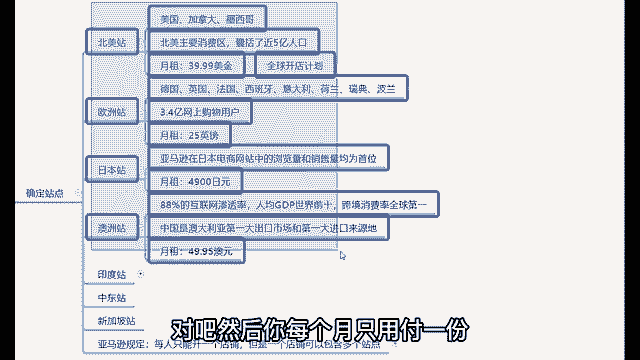 美国、加拿大、墨西哥
北美站
北美主要消费区，囊括了近5亿人口
月租：39.99美金
全球开店计划
德国、英国、法国、西班牙、意大利、荷兰、瑞典、波兰
欧洲站
3.4亿网上购物用户
月租：25英镑
亚马逊在日本电商网站中的浏览量和销售量均为首位
日本站
月租：4900日元
确定站点
88%的互联网渗透率，人均GDP世界前十，跨境消费率全球第一
澳洲站
中国是澳大利亚第一大出口市场和第一大进口来源地
月租：49.95澳元
印度站
中东站
新加坡站
对吧然后你每个月只用付一份
亚马逊规定：每人只能开一个店铺，但是一个店铺可以包含多个站点